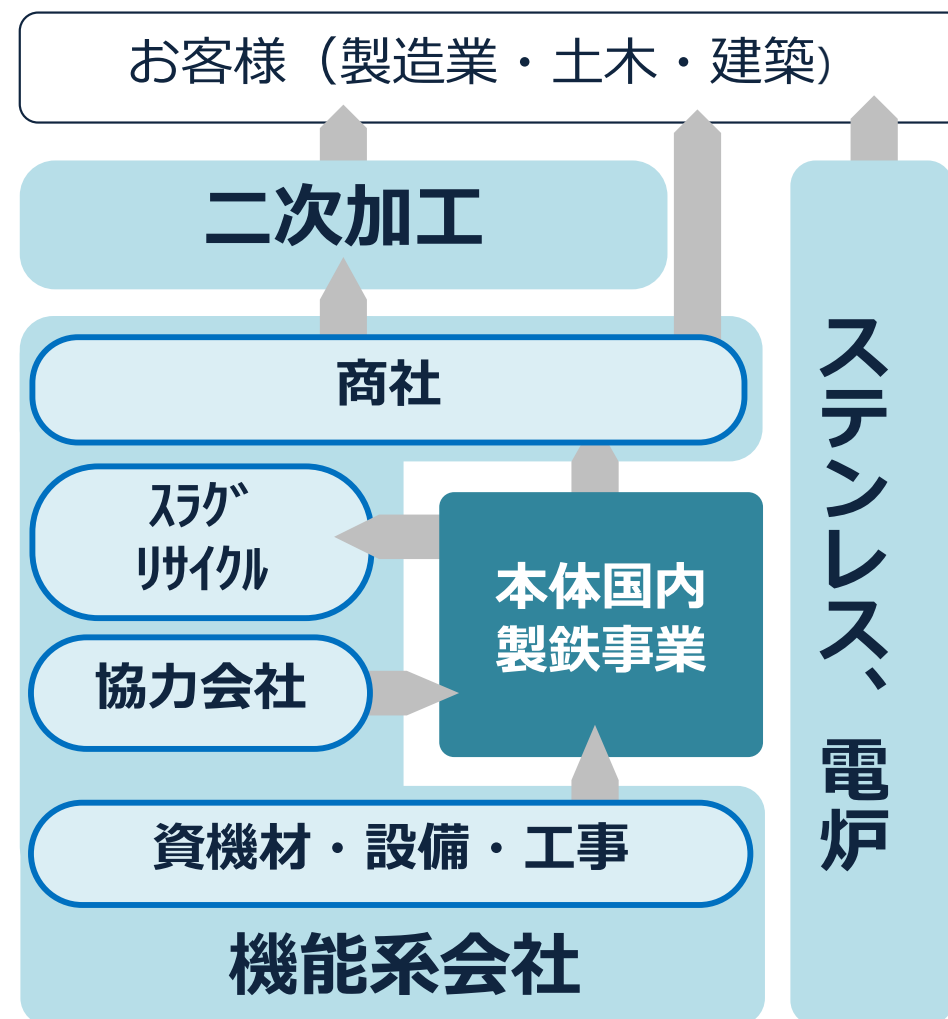 お客様（製造業・土木・建築)
二次加工
商社
ｽﾗｸﾞ
ﾘｻｲｸﾙ
本体国内
製鉄事業
協力会社
資機材・設備・工事
機能系会社
ステンレス、電炉